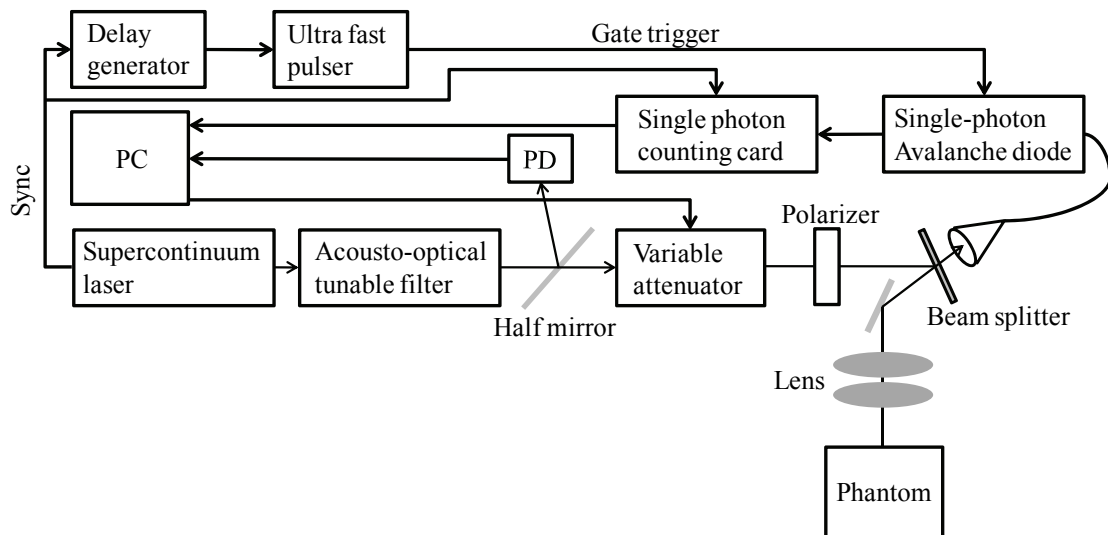 Delay
generator
Ultra fast
pulser
Gate trigger
PC
PD
Single photon
counting card
Single-photon
Avalanche diode
Sync
Supercontinuum
laser
Acousto-optical
tunable filter
Half mirror
Variable
attenuator
Polarizer
Beam splitter
Lens
Phantom